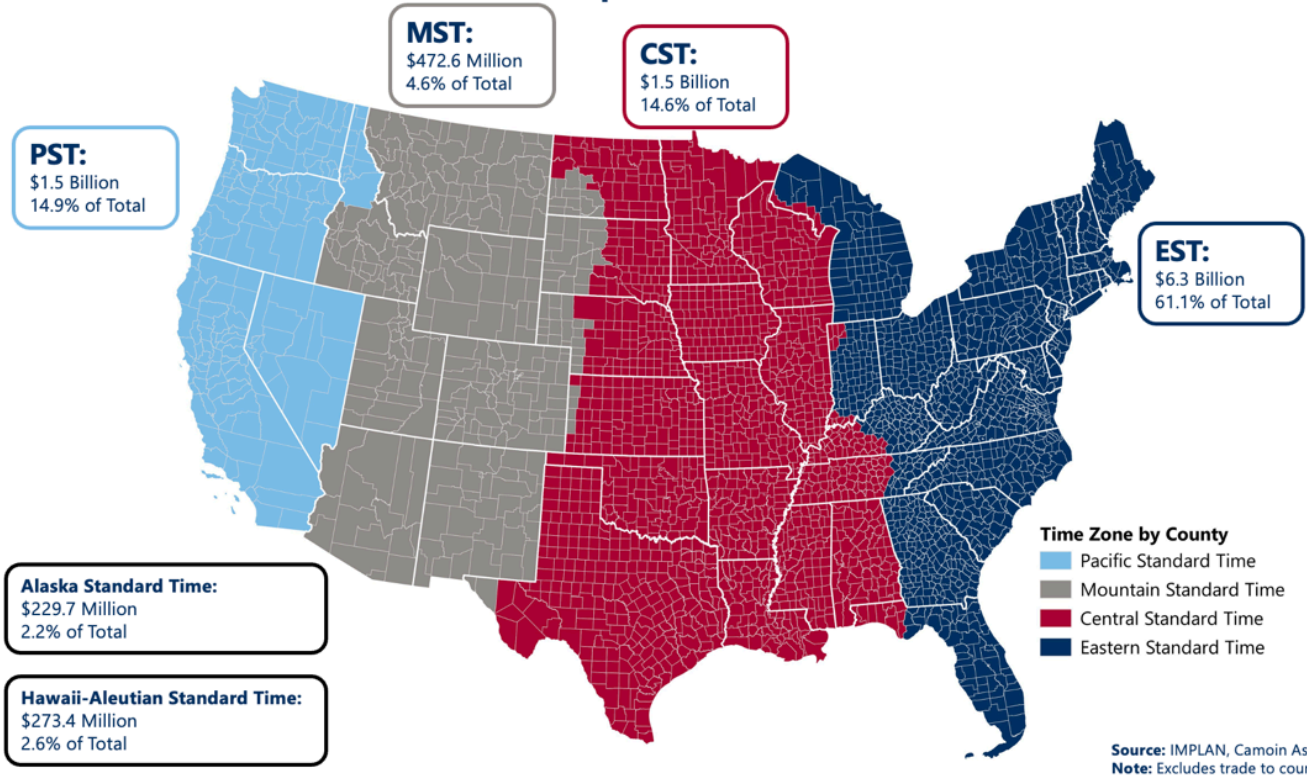 MST:
$472.6 Million
4.6% of Total
CST:
$1.5 Billion
14.6% of Total
PST:
$1.5 Billion
14.9% of Total
EST:
$6.3 Billion
61.1% of Total
Time Zone by County
Pacific Standard Time
Mountain Standard Time
Central Standard Time
Eastern Standard Time
Alaska Standard Time:
$229.7 Million
2.2% of Total
Hawaii-Aleutian Standard Time:
$273.4 Million
2.6% of Total
Source: IMPLAN, Camoin As
Note: Excludes trade to cour